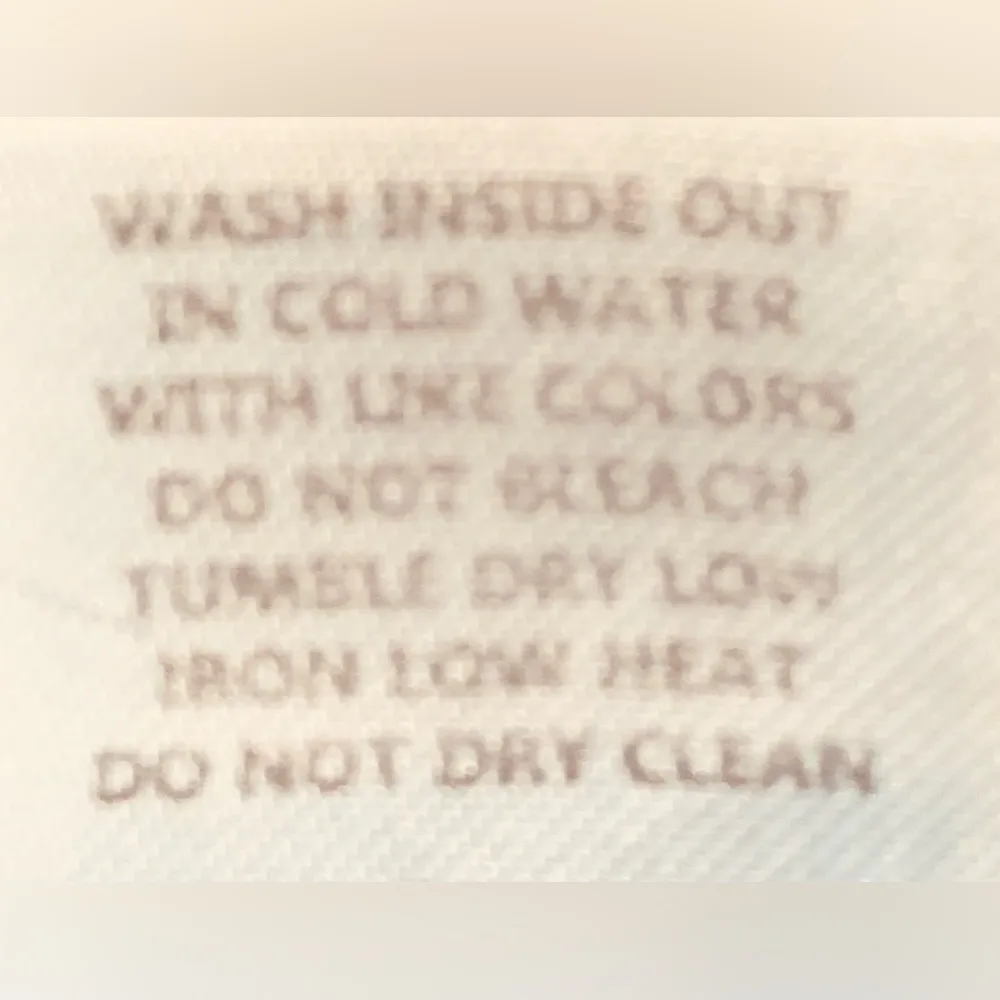 WASH INSIDE OUT
IN COLD WATER
WITH LIKE COLORS
DO NOT BLEACH
TUMBLE DRY LOW
IRON LOW HEAT
DO NOT DRY CLEAN